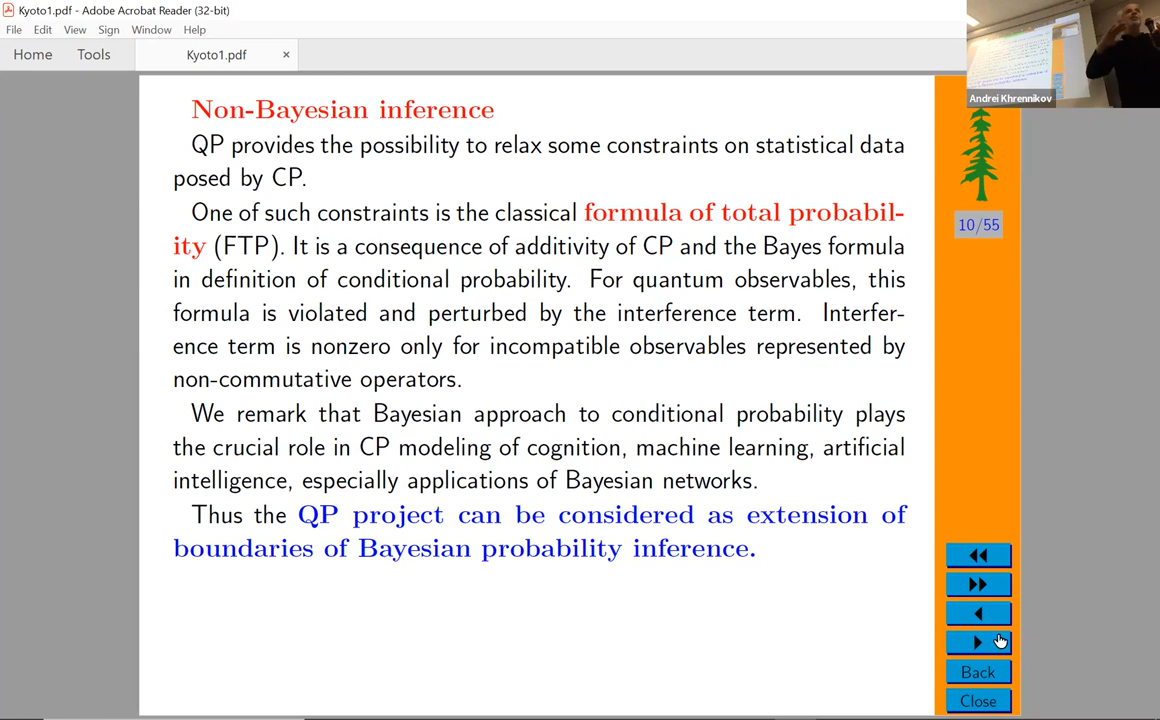 Kyoto1.pdf - Adobe Acrobat Reader (32-bit)
File Edit View Sign Window Help
Home Tools Kyoto1.pdf ×
Andrei Khrennikov
Non-Bayesian inference
QP provides the possibility to relax some constraints on statistical data
posed by CP.
One of such constraints is the classical formula of total probabil-
ity (FTP). It is a consequence of additivity of CP and the Bayes formula
in definition of conditional probability. For quantum observables, this
formula is violated and perturbed by the interference term. Interfer-
ence term is nonzero only for incompatible observables represented by
non-commutative operators.
We remark that Bayesian approach to conditional probability plays
the crucial role in CP modeling of cognition, machine learning, artificial
intelligence, especially applications of Bayesian networks.
Thus the QP project can be considered as extension of
boundaries of Bayesian probability inference.
10/55
Back
Close